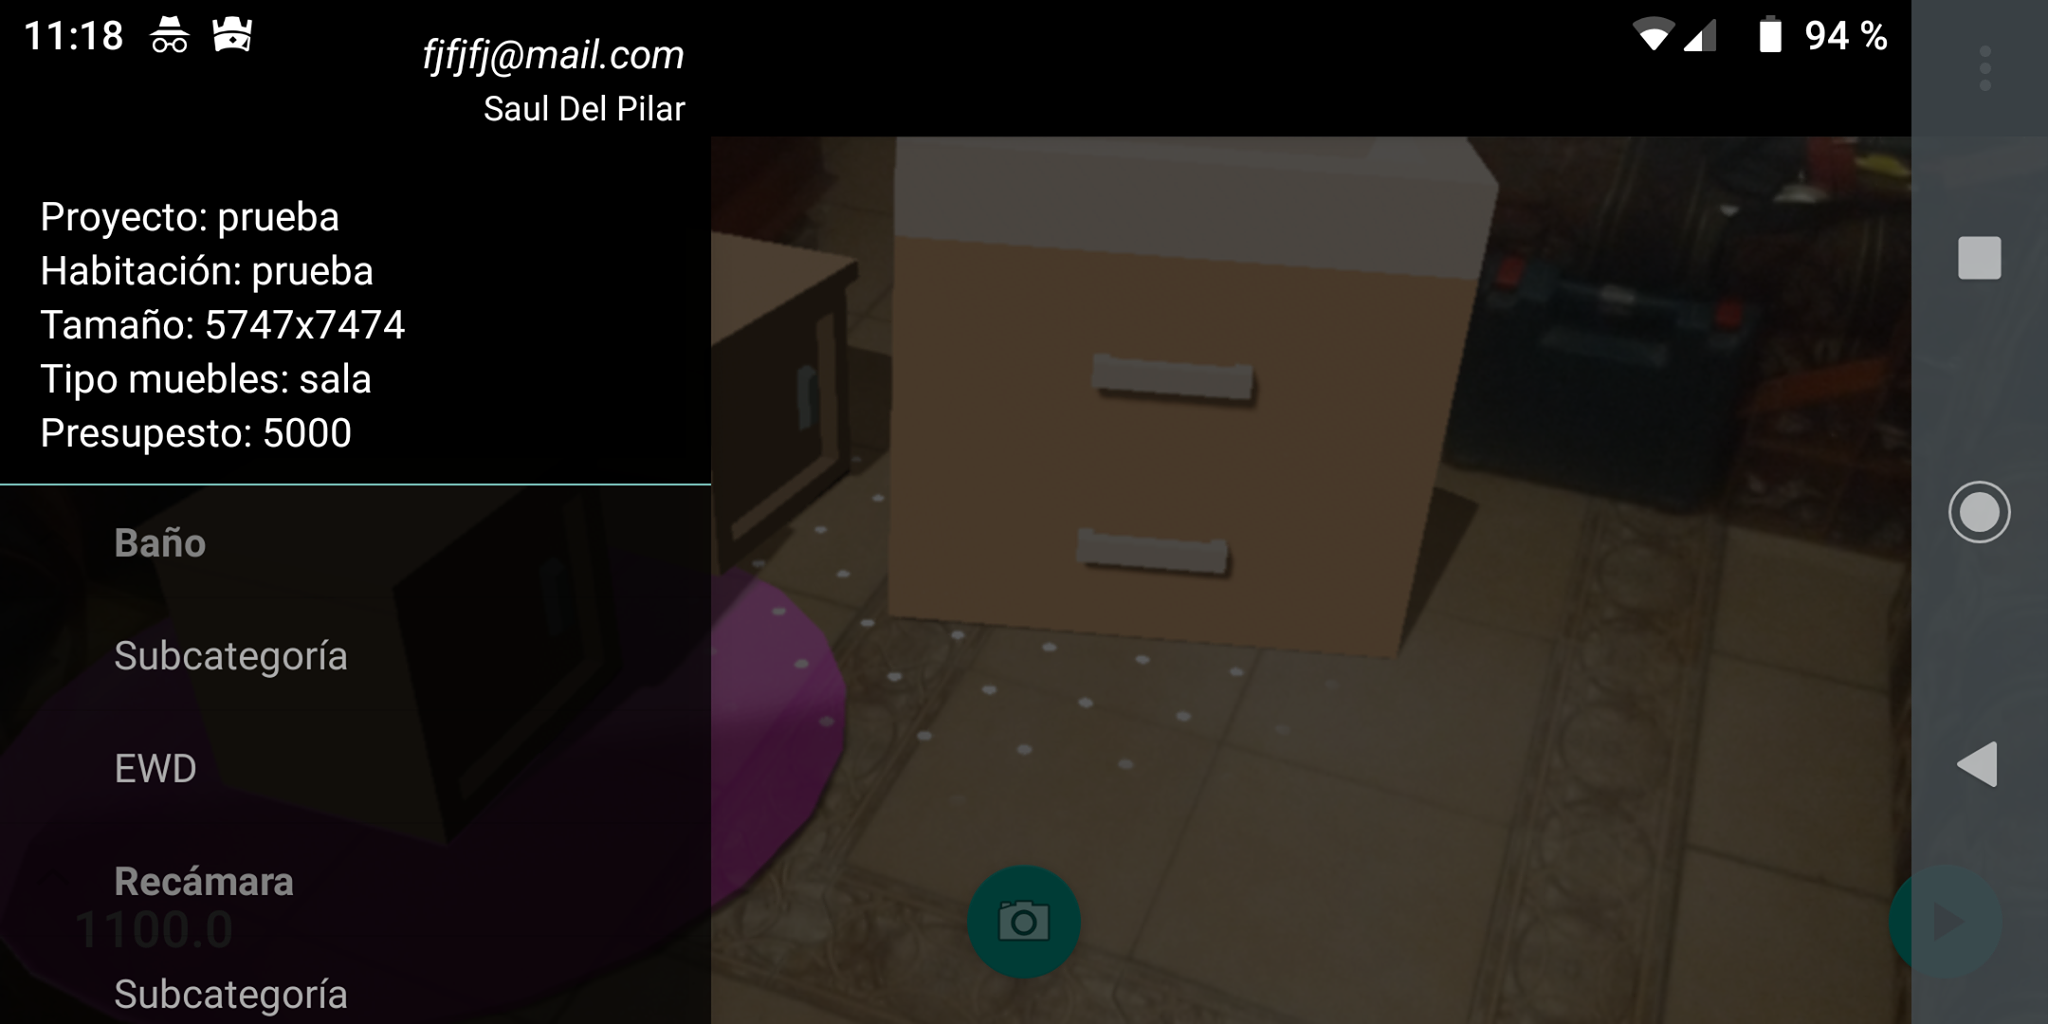 11:18
94 %
fjfjfj@mail.com
Saul Del Pilar
Proyecto: prueba
Habitación: prueba
Tamaño: 5747x7474
Tipo muebles: sala
Presupesto: 5000
Baño
Subcategoría
EWD
Recámara
1100.0
Subcategoría